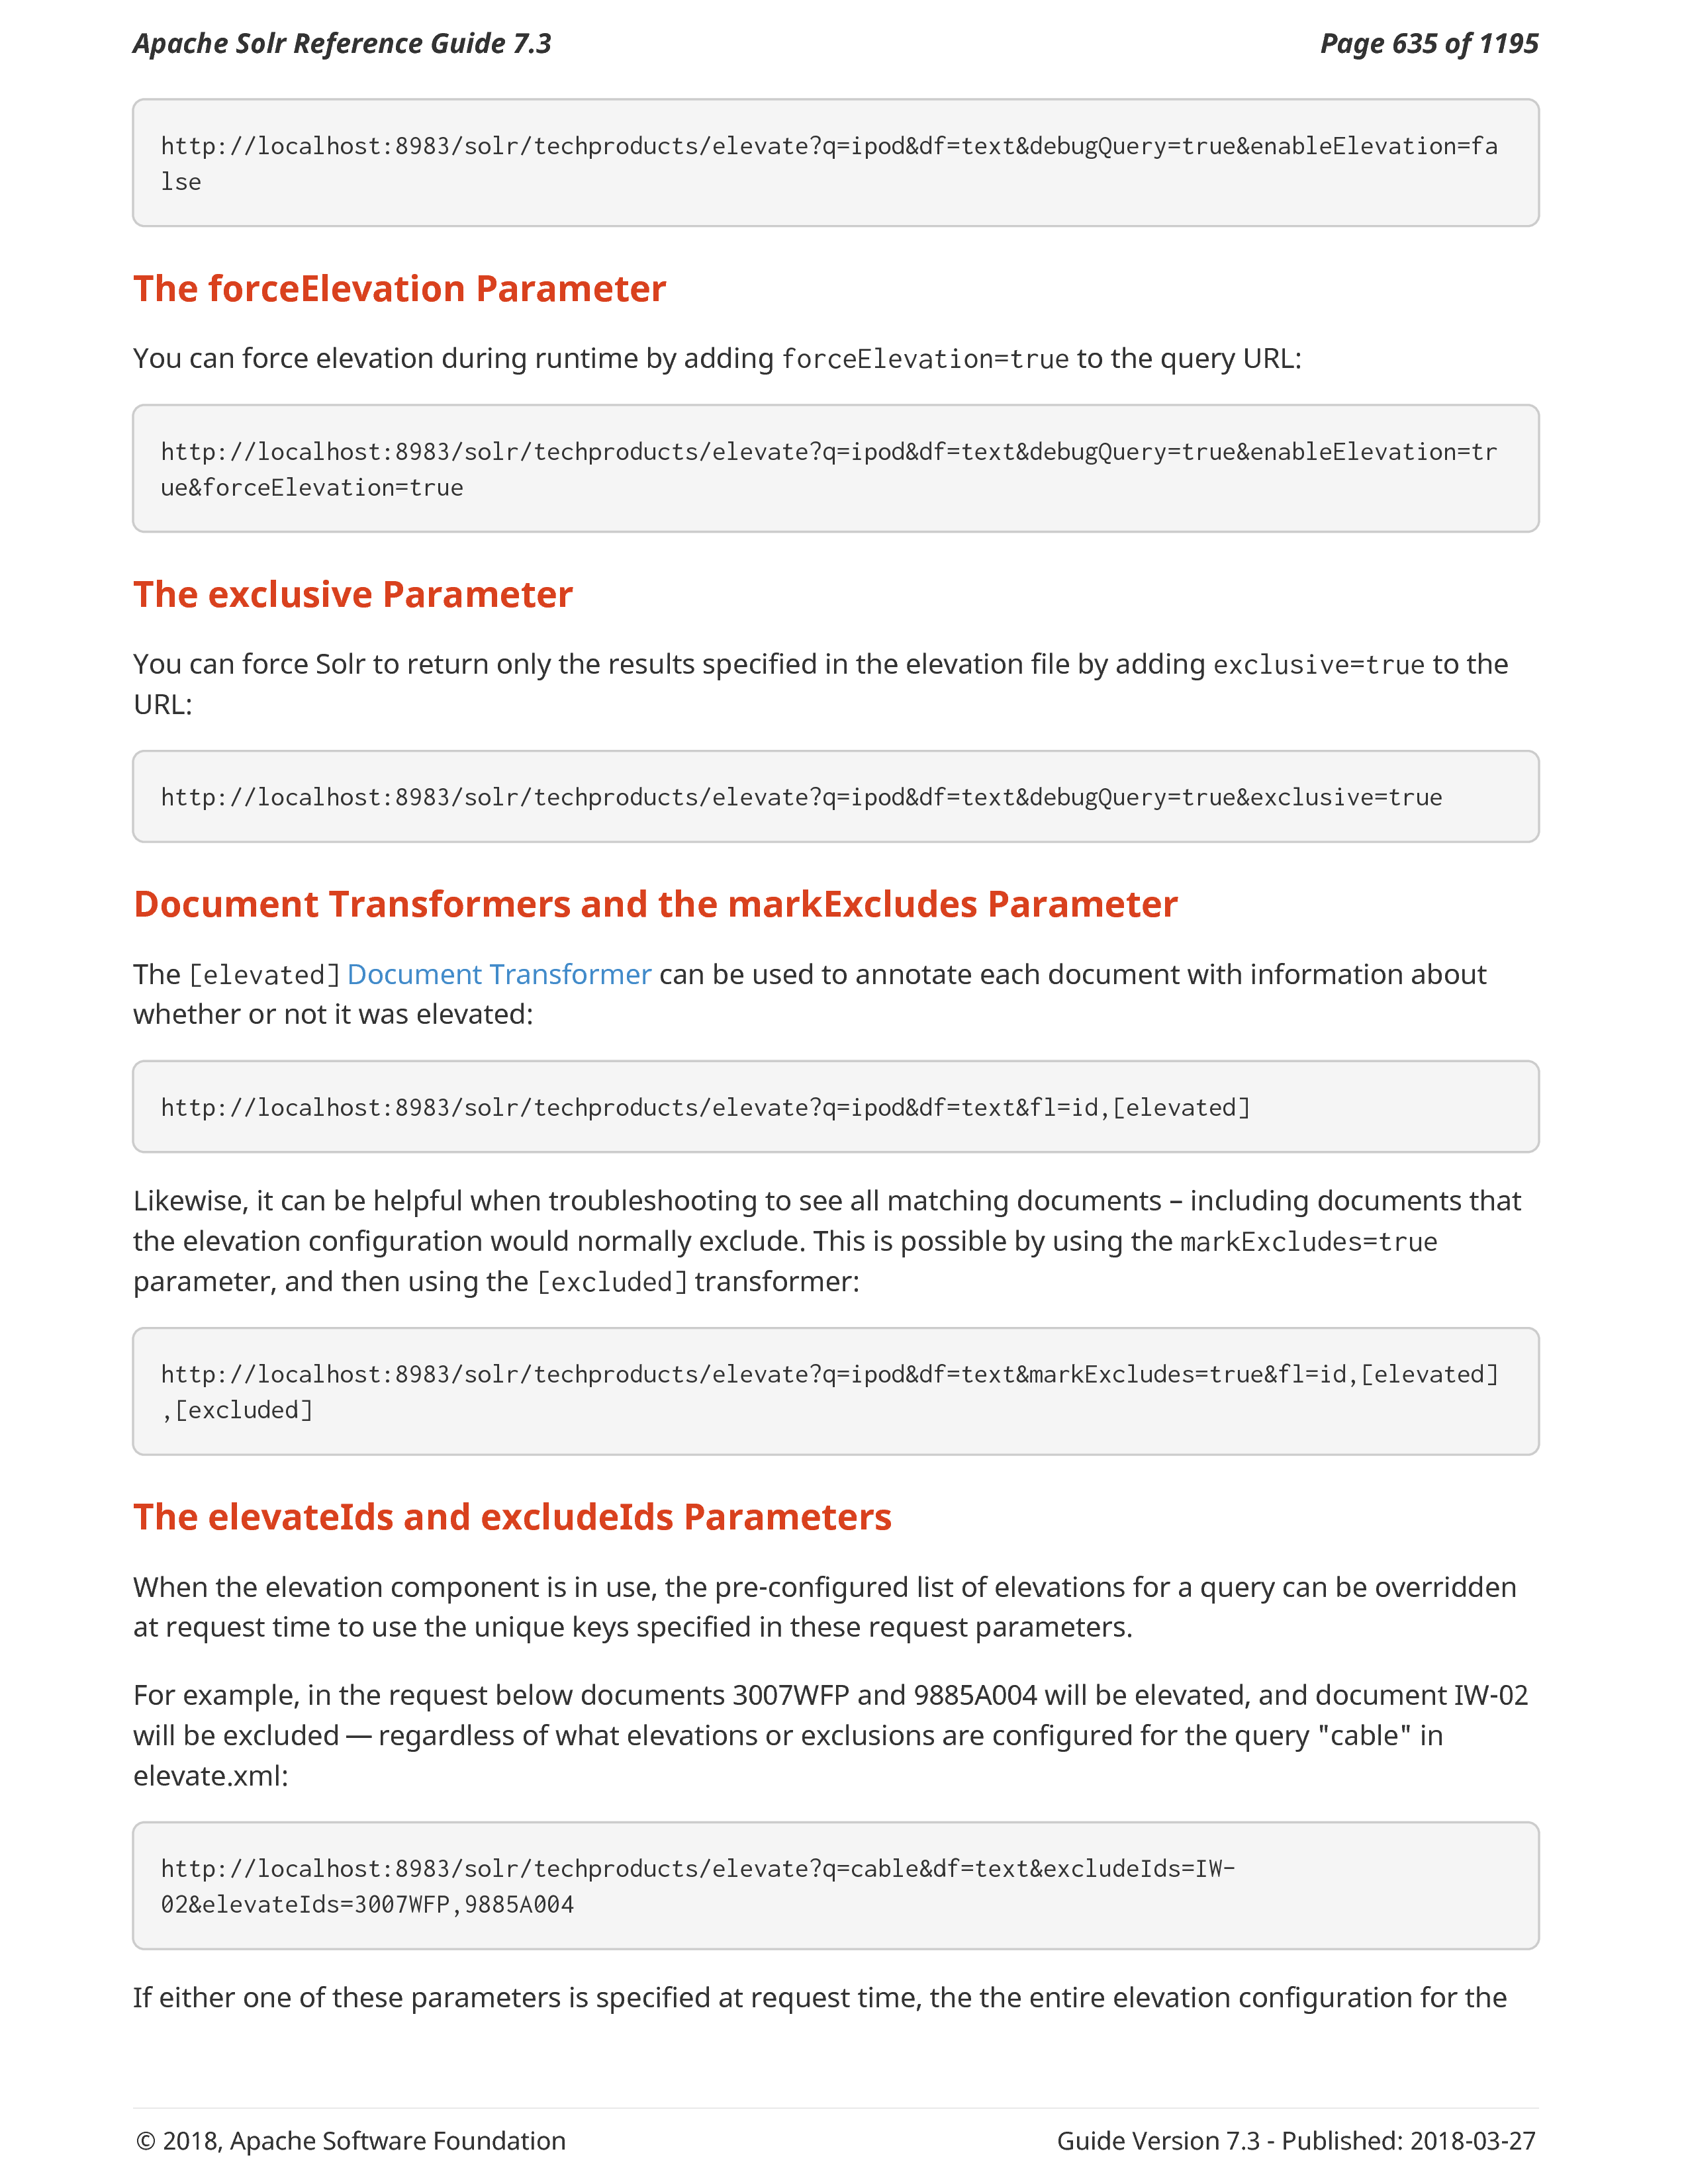 Apache Solr Reference Guide 7.3 Page 635 of 1195
http://localhost:8983/solr/techproducts/elevate?q=ipod&df=text&debugQuery=true&enableElevation=fa
lse
The forceElevation Parameter
You can force elevation during runtime by adding forceElevation=true to the query URL:
http://localhost:8983/solr/techproducts/elevate?q=ipod&df=text&debugQuery=true&enableElevation=tr
ue&forceElevation=true
The exclusive Parameter
You can force Solr to return only the results specified in the elevation file by adding exclusive=true to the
URL:
http://localhost:8983/solr/techproducts/elevate?q=ipod&df=text&debugQuery=true&exclusive=true
Document Transformers and the markExcludes Parameter
The [elevated] Document Transformer can be used to annotate each document with information about
whether or not it was elevated:
http://localhost:8983/solr/techproducts/elevate?q=ipod&df=text&fl=id,[elevated]
Likewise, it can be helpful when troubleshooting to see all matching documents – including documents that
the elevation configuration would normally exclude. This is possible by using the markExcludes=true
parameter, and then using the [excluded] transformer:
http://localhost:8983/solr/techproducts/elevate?q=ipod&df=text&markExcludes=true&fl=id,[elevated]
,[excluded]
The elevateIds and excludeIds Parameters
When the elevation component is in use, the pre-configured list of elevations for a query can be overridden
at request time to use the unique keys specified in these request parameters.
For example, in the request below documents 3007WFP and 9885A004 will be elevated, and document IW-02
will be excluded — regardless of what elevations or exclusions are configured for the query "cable" in
elevate.xml:
http://localhost:8983/solr/techproducts/elevate?q=cable&df=text&excludeIds=IW-
02&elevateIds=3007WFP,9885A004
If either one of these parameters is specified at request time, the the entire elevation configuration for the
© 2018, Apache Software Foundation Guide Version 7.3 - Published: 2018-03-27